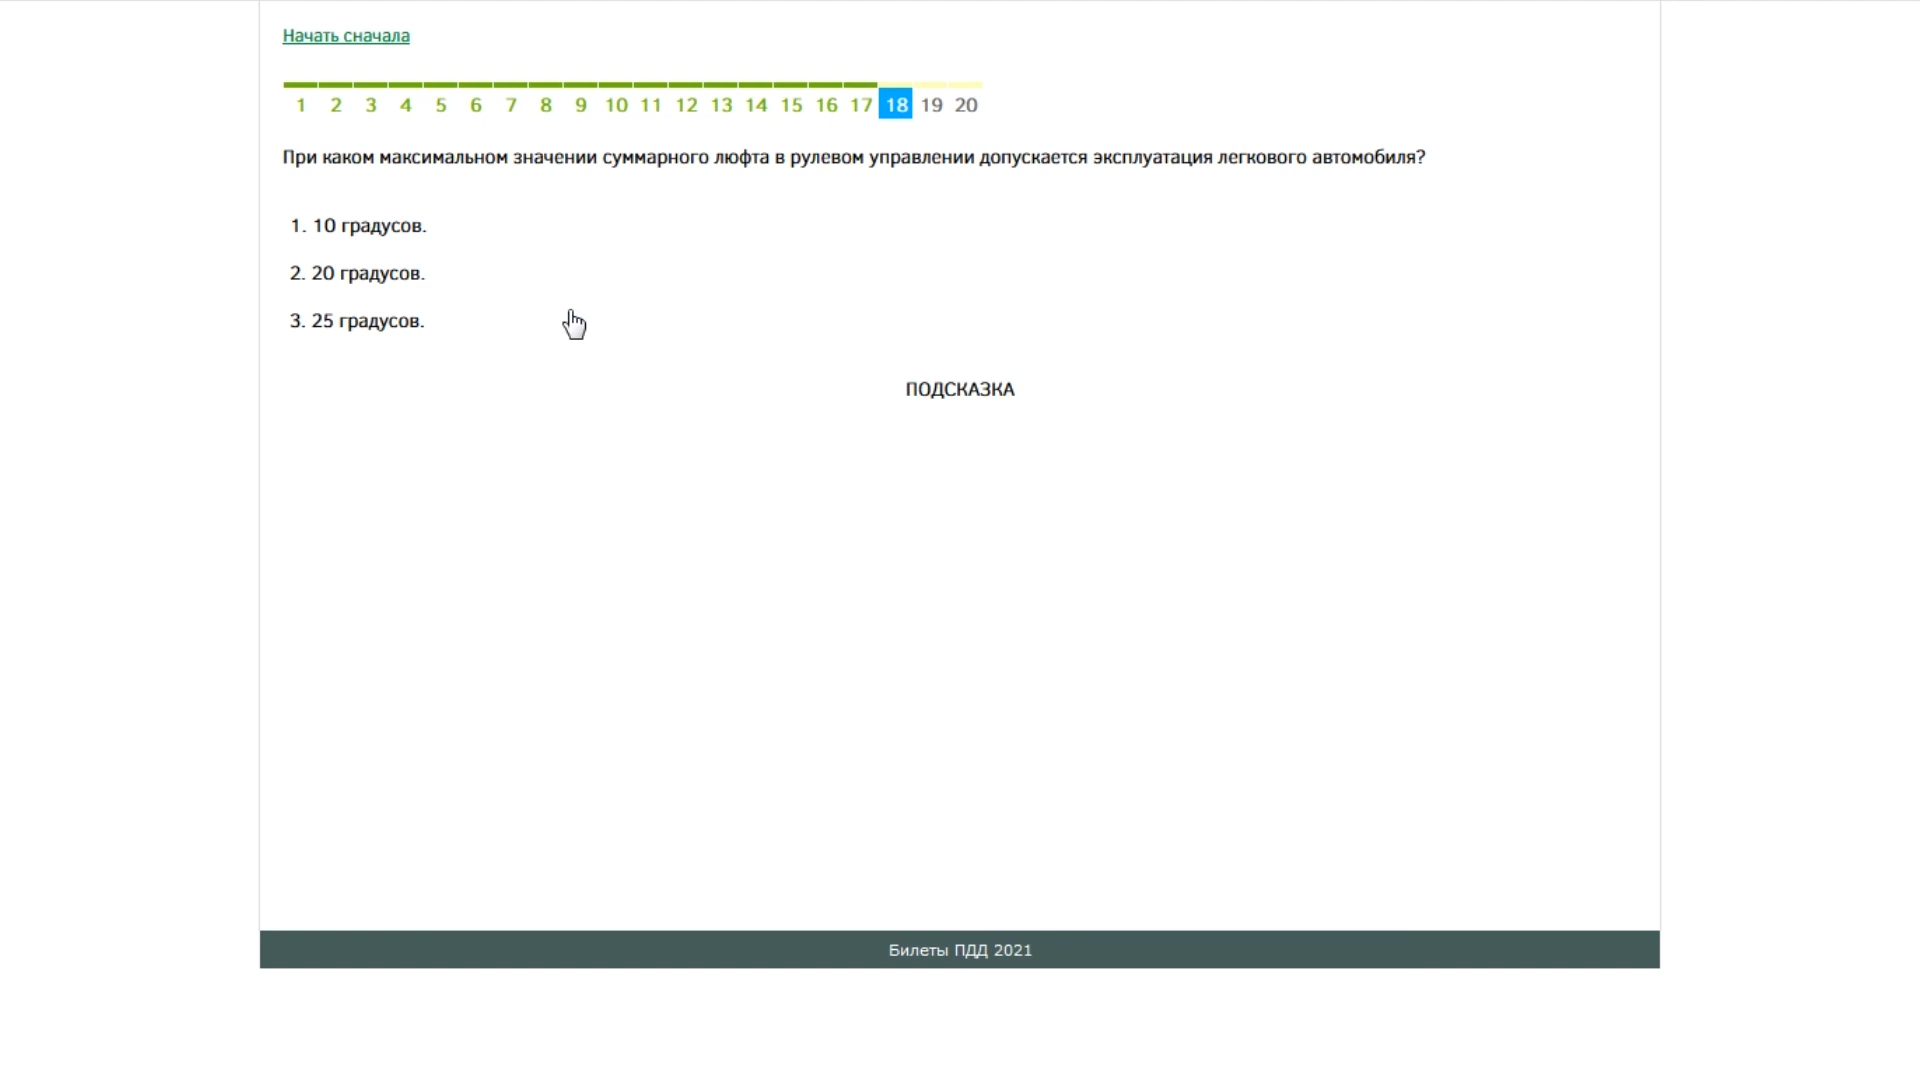 Начать сначала
1 2 3 4 5 6 7 8 9 10 11 12 13 14 15 16 17 18 19 20
При каком максимальном значении суммарного люфта в рулевом управлении допускается эксплуатация легкового автомобиля?
1. 10 градусов.
2. 20 градусов.
3. 25 градусов.
ПОДСКАЗКА
Билеты ПДД 2021